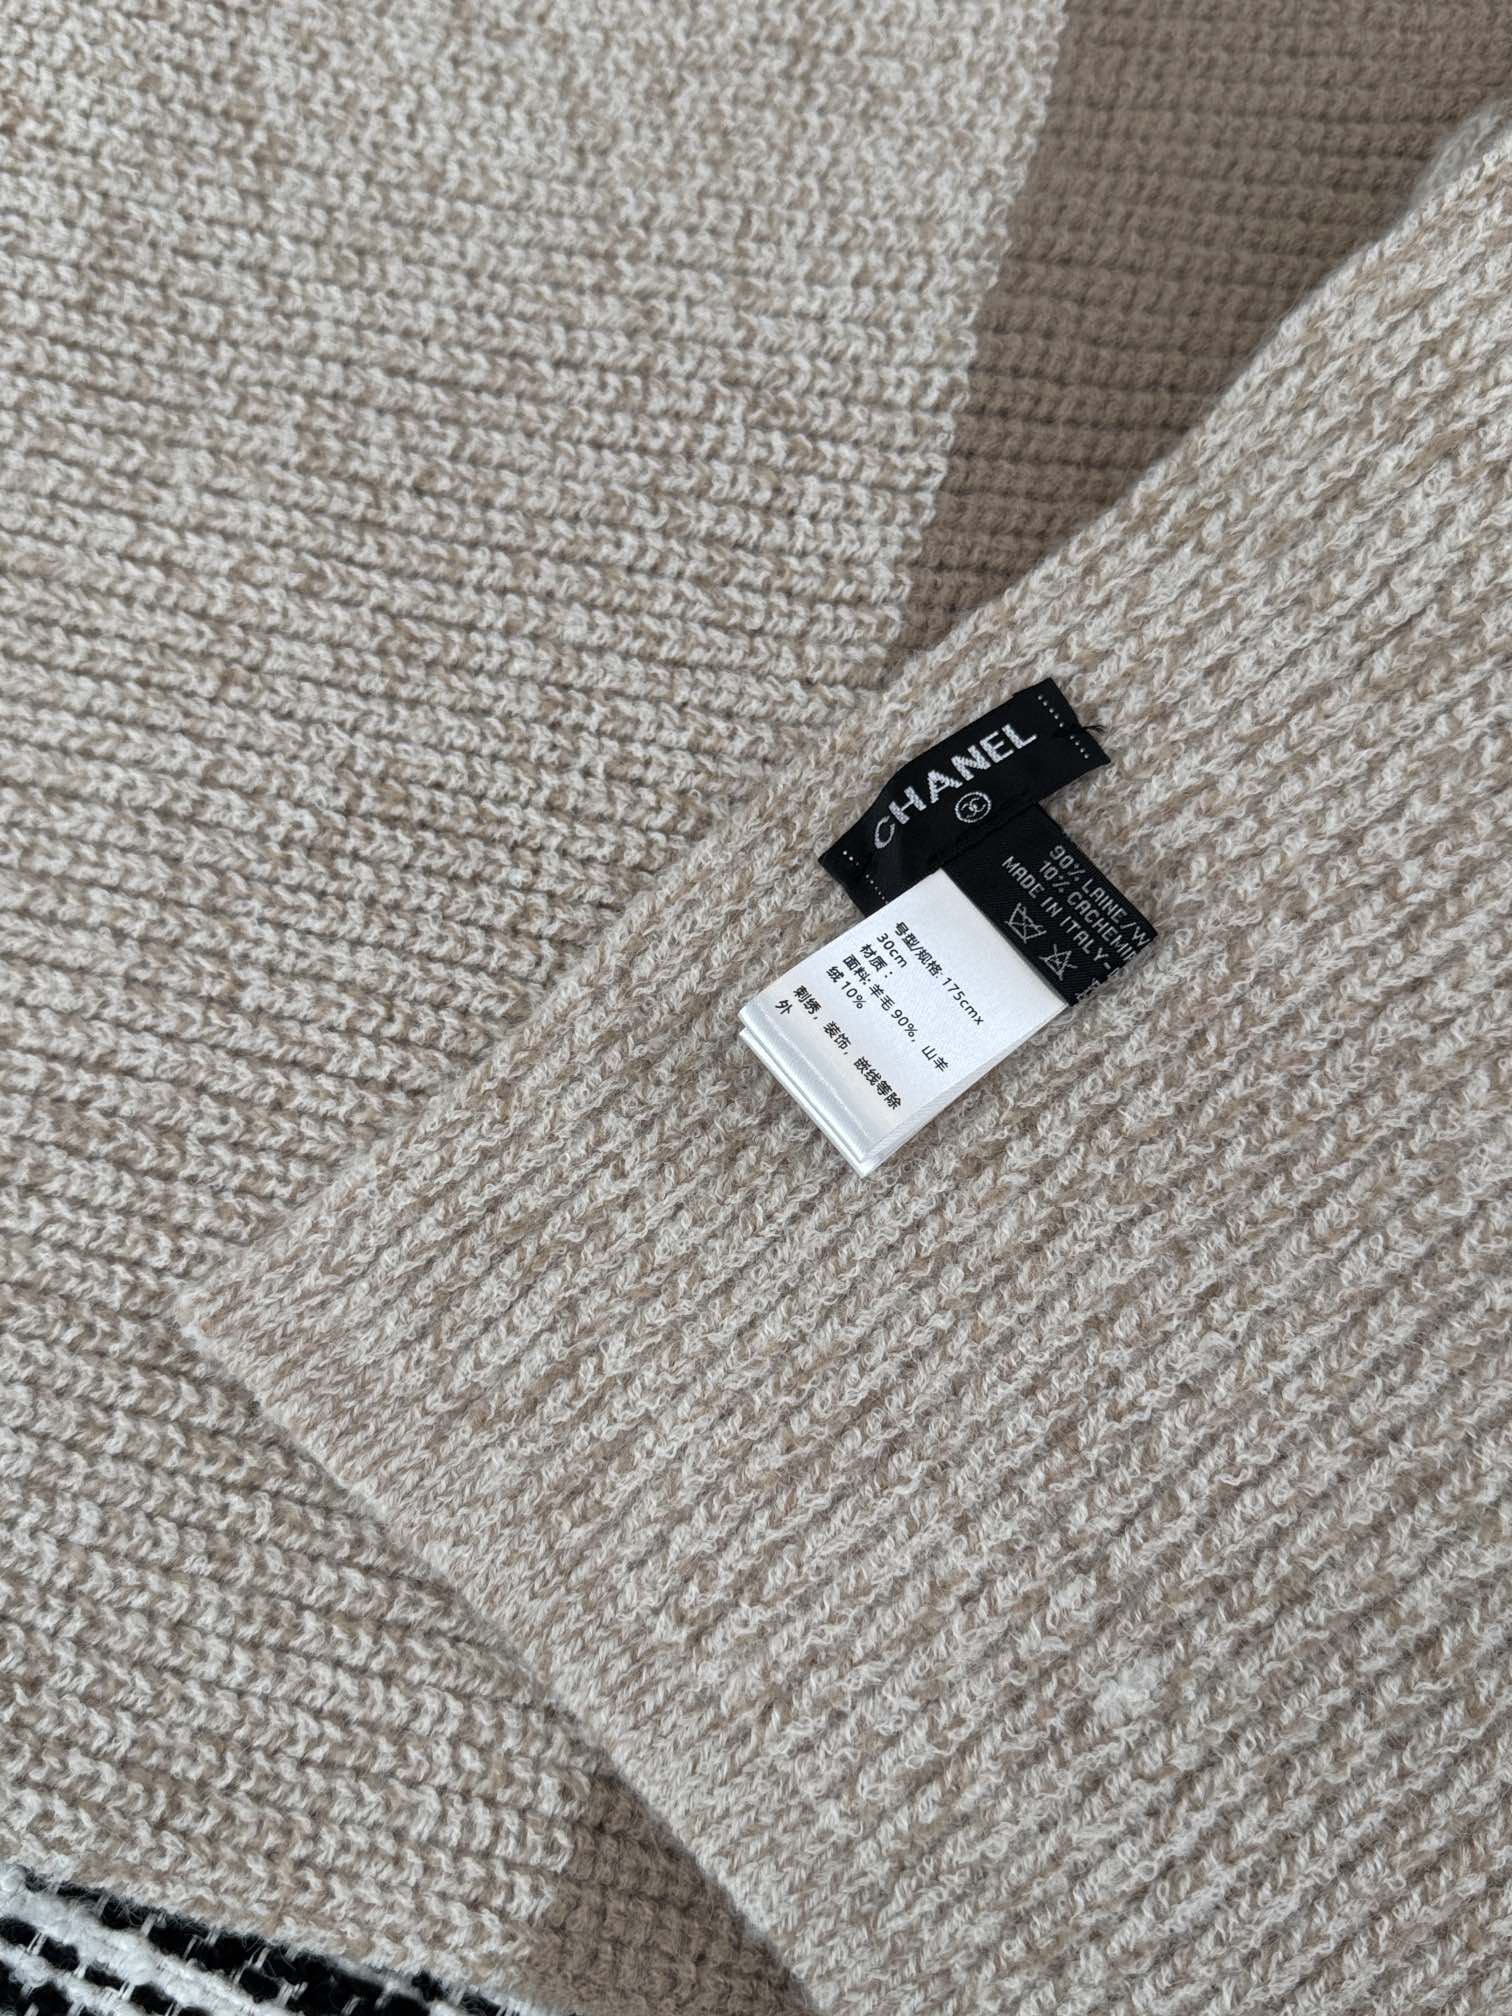 CHANEL
90% LAINE/W
10% CACHEMI
MADE IN ITALY
号型/规格: 175cmx
30cm
材质：
面料: 羊毛 90%, 山羊
绒 10%
刺绣, 装饰, 嵌线等除
外